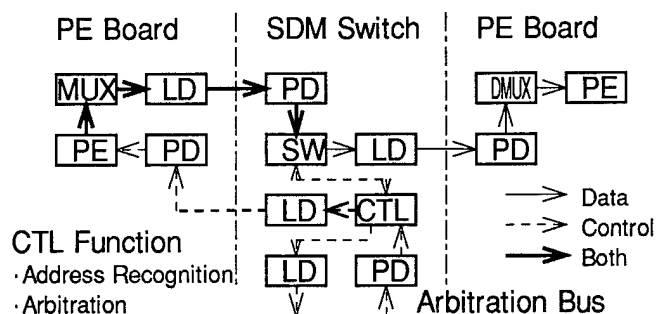 PE Board SDM Switch PE Board
MUX LD PD DMUX PE
PE PD SW LD PD
LD CTL
Data
Control
Both
CTL Function
·Address Recognition
·Arbitration
LD PD
Arbitration Bus